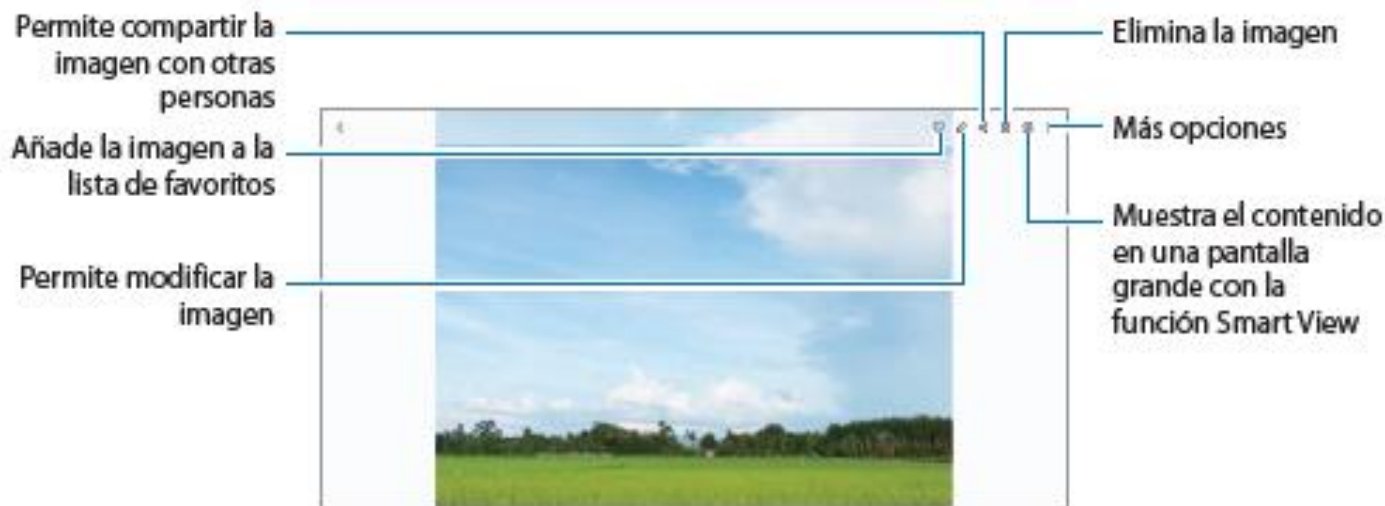 Permite compartir la
imagen con otras
personas
Añade la imagen a la
lista de favoritos
Permite modificar la
imagen
Elimina la imagen
Más opciones
Muestra el contenido
en una pantalla
grande con la
función Smart View